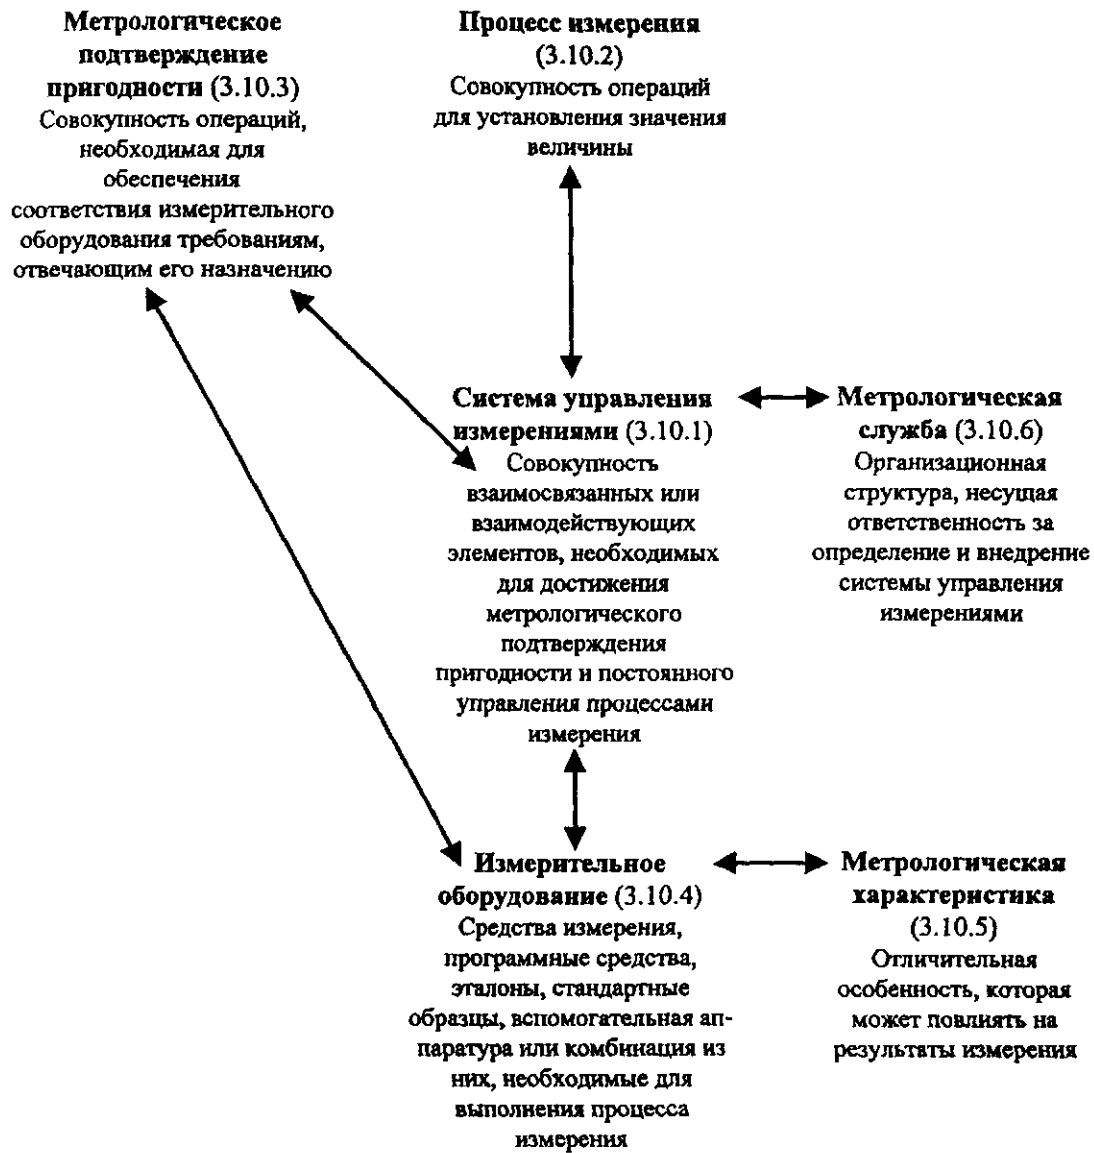 Метрологическое
подтверждение
пригодности (3.10.3)
Совокупность операций,
необходимая для
обеспечения
соответствия измерительного
оборудования требованиям,
отвечающим его назначению
Процесс измерения
(3.10.2)
Совокупность операций
для установления значения
величины
Система управления
измерениями (3.10.1)
Совокупность
взаимосвязанных или
взаимодействующих
элементов, необходимых
для достижения
метрологического
подтверждения
пригодности и постоянного
управления процессами
измерения
Метрологическая
служба (3.10.6)
Организационная
структура, несущая
ответственность за
определение и внедрение
системы управления
измерениями
Измерительное
оборудование (3.10.4)
Средства измерения,
программные средства,
эталоны, стандартные
образцы, вспомогательная ап-
паратура или комбинация из
них, необходимые для
выполнения процесса
измерения
Метрологическая
характеристика
(3.10.5)
Отличительная
особенность, которая
может повлиять на
результаты измерения